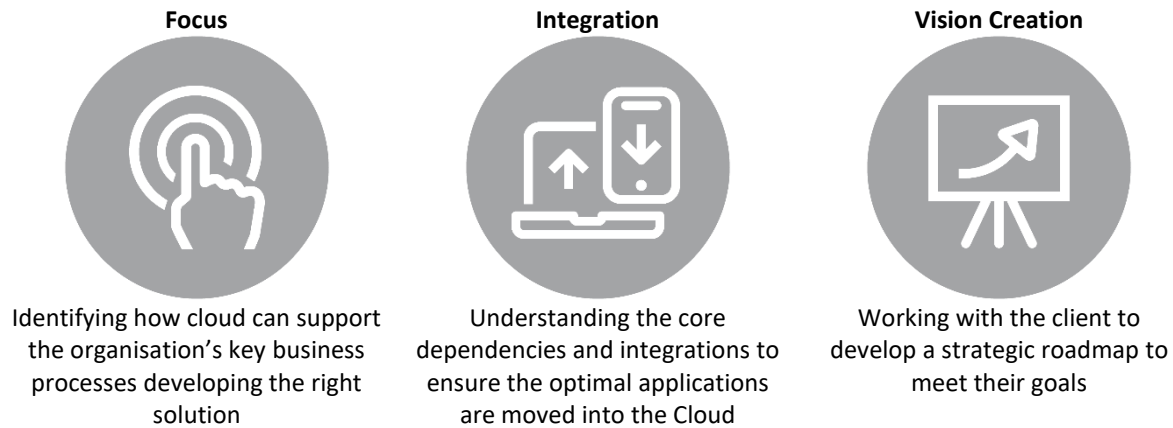 Focus
Identifying how cloud can support
the organisation’s key business
processes developing the right
solution
Integration
Understanding the core
dependencies and integrations to
ensure the optimal applications
are moved into the Cloud
Vision Creation
Working with the client to
develop a strategic roadmap to
meet their goals